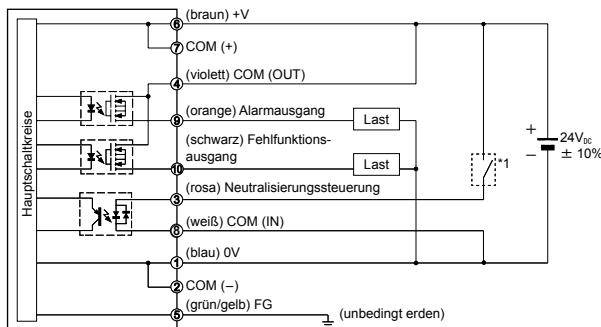 Hauptschaltkreise
⑥ (braun) +V
⑦ COM (+)
④ (violett) COM (OUT)
⑨ (orange) Alarmausgang
Last
⑩ (schwarz) Fehlfunktions-
ausgang
Last
③ (rosa) Neutralisierungssteuerung
⑧ (weiß) COM (IN)
① (blau) 0V
② COM (−)
⑤ (grün/gelb) FG
(unbedingt erden)
*1
+
−
24VDC
± 10%